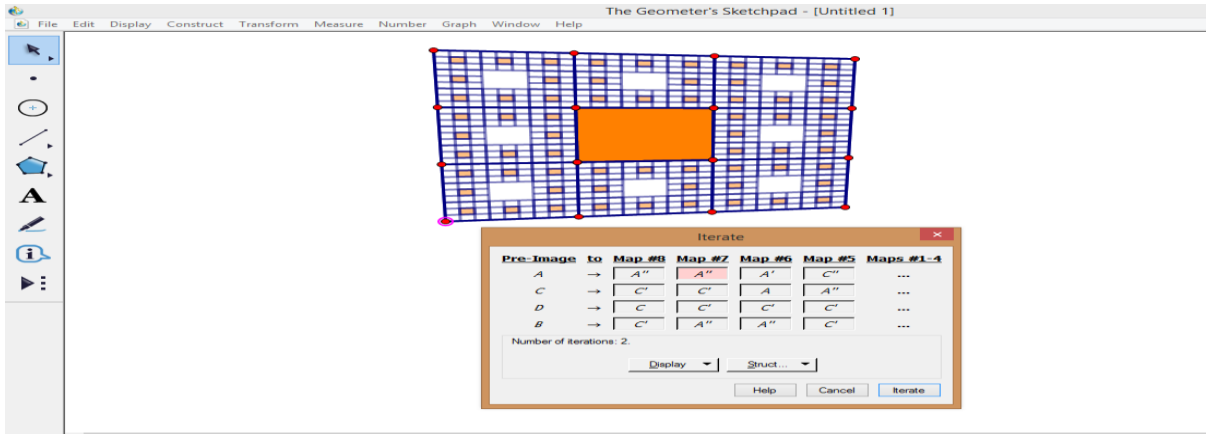 The Geometer's Sketchpad - [Untitled 1]
File Edit Display Construct Transform Measure Number Graph Window Help
A
Iterate
Pre-Image to Map #8 Map #7 Map #6 Map #5 Maps #1-4
A → A'' A'' A' C'' ...
C → C' C' A A'' ...
D → C C' C' C' ...
B → C' A'' A'' C' ...
Number of iterations: 2.
Display Struct...
Help Cancel Iterate